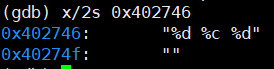 (gdb) x/2s 0x402746
0x402746:       "%d %c %d"
0x40274f:       ""